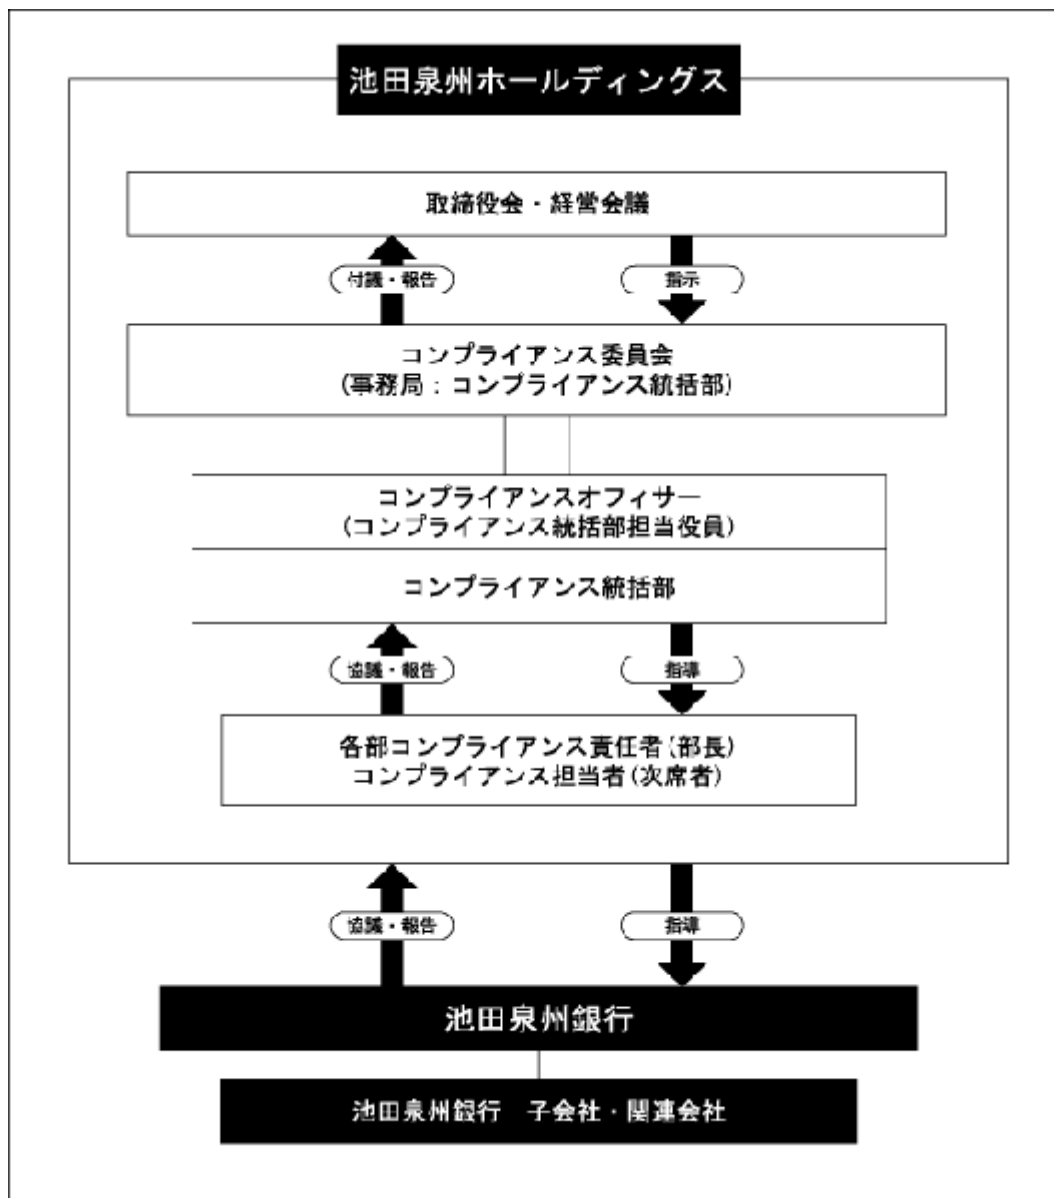 池田泉州ホールディングス
取締役会・経営会議
付議・報告
指示
コンプライアンス委員会
(事務局：コンプライアンス統括部)
コンプライアンスオフィサー
(コンプライアンス統括部担当役員)
コンプライアンス統括部
協議・報告
指導
各部コンプライアンス責任者(部長)
コンプライアンス担当者(次席者)
協議・報告
指導
池田泉州銀行
池田泉州銀行　子会社・関連会社